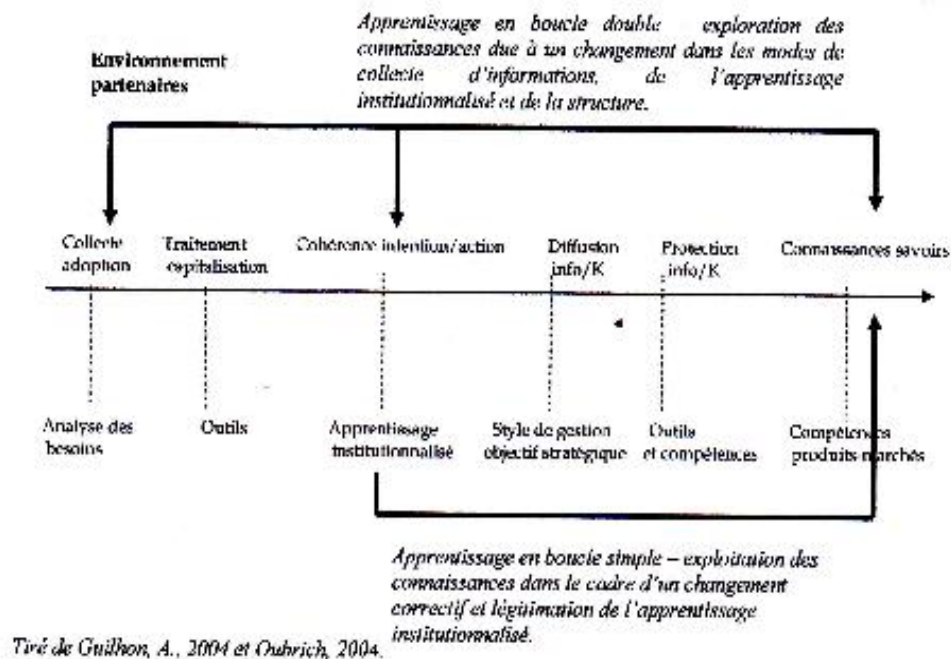 Apprentissage en boucle double exploration des
connaissances due à un changement dans les modes de
collecte d'informations, de l'apprentissage
institutionnalisé et de la structure.
Environnement
partenaires
Collecte
adoption
Traitement
capitalisation
Cohérence intention/action
Diffusion
info/K
Protection
info/K
Connaissances savoirs
Analyse des
besoins
Outils
Apprentissage
institutionnalisé
Style de gestion
objectif stratégique
Outils
et compétences
Compétences
produits marchés
Apprentissage en boucle simple – exploitation des
connaissances dans le cadre d'un changement
correctif et légitimation de l'apprentissage
institutionnalisé.
Tiré de Guilhon, A., 2004 et Oubrich, 2004.